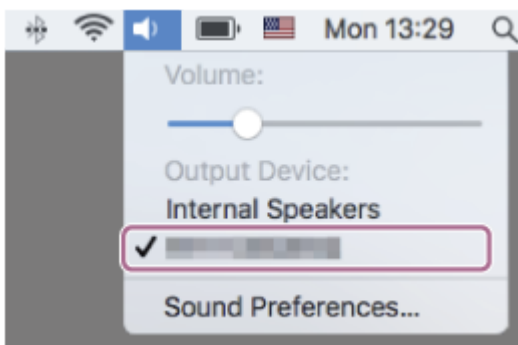 Mon 13:29
Volume:
Output Device:
Internal Speakers
Sound Preferences...